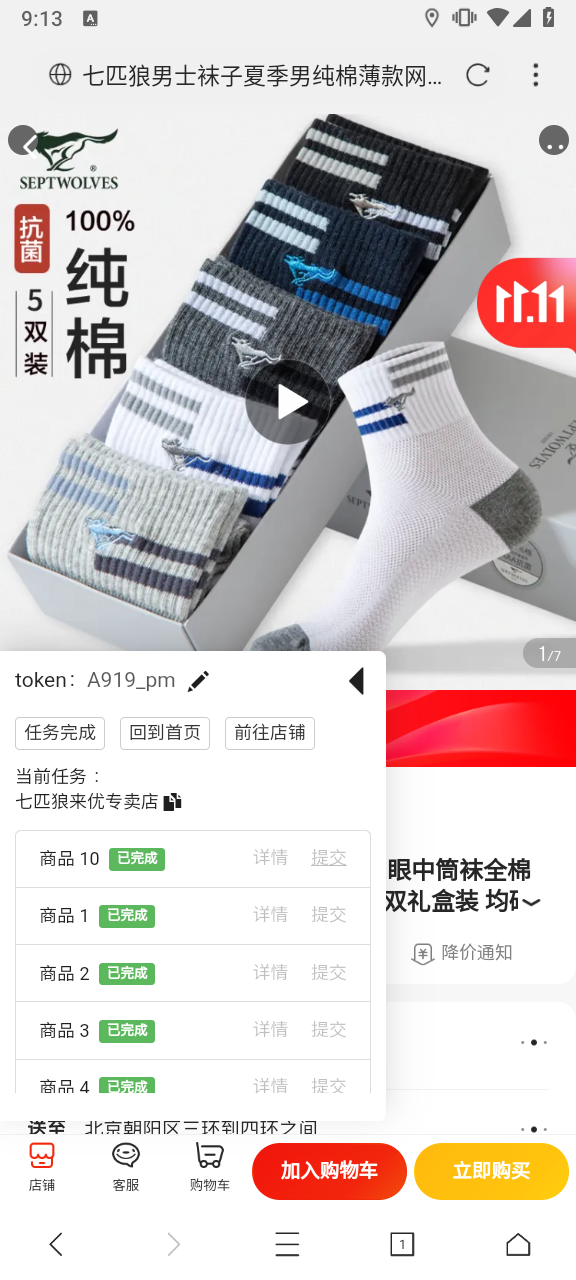 9:13
A
七匹狼男士袜子夏季男纯棉薄款网...
SEPTWOLVES
®
抗菌
100%
纯棉
5双装
11.11
SEPTWOLVES
1/7
token: A919_pm
任务完成 回到首页 前往店铺
当前任务：
七匹狼来优专卖店
商品 10 已完成 详情 提交
商品 1 已完成 详情 提交
商品 2 已完成 详情 提交
商品 3 已完成 详情 提交
商品 4 已完成 详情 提交
眼中筒袜全棉
双礼盒装 均码
降价通知
送至 北京朝阳区三环到四环之间
店铺 客服 购物车 加入购物车 立即购买
1